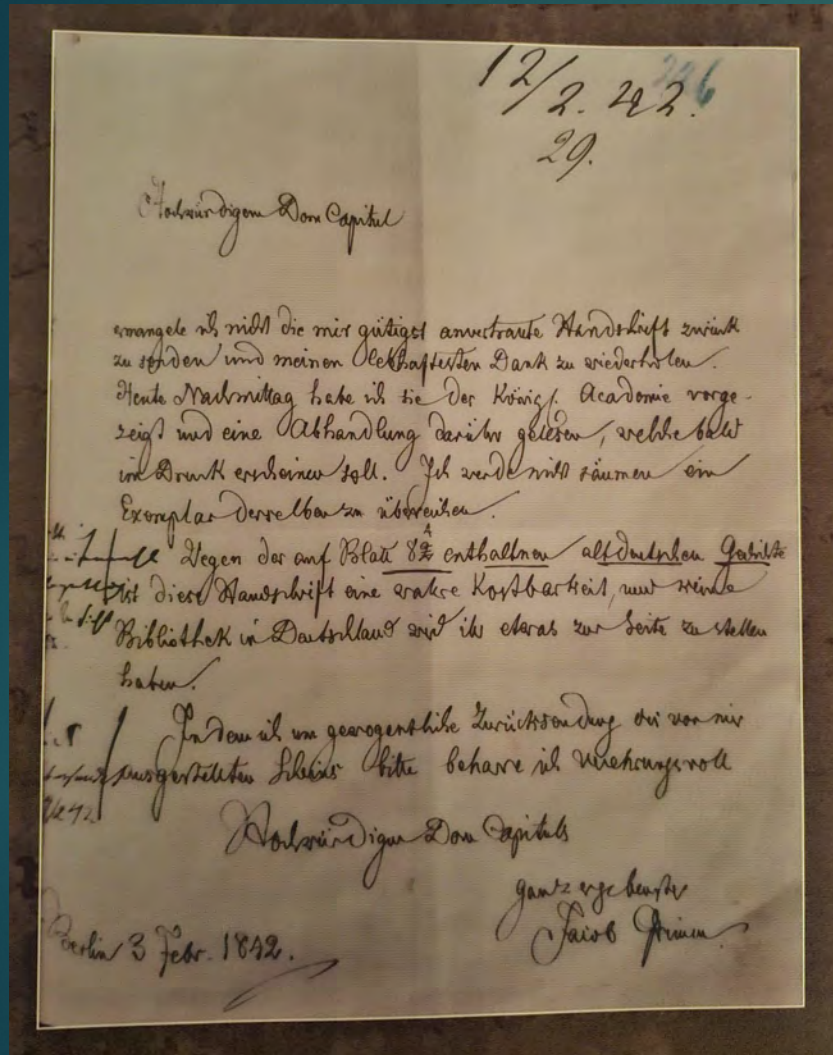 12/2. 42.
29.
Hochwürdigem Dom Capitel
ermangele ich nicht die mir gütigst anvertraute Handschrift zurück
zu senden und meinen lebhaftesten Dank zu wiederholen.
Heute Nachmittag habe ich sie der Königl. Academie vorge-
zeigt und eine Abhandlung darüber gelesen, welche bald
im Druck erscheinen soll. Ich werde nicht säumen ein
Exemplar derselben zu überreichen.
Wegen der auf Blatt 84 enthaltnen altdeutschen Gedichte
ist diese Handschrift eine wahre Kostbarkeit, und keine
Bibliothek in Deutschland wird ihr etwas zur Seite zu stellen
haben.
Indem ich um gewogentliche Zurücksendung des von mir
ausgestellten Scheins bitte beharre ich verehrungsvoll
Hochwürdigen Dom Capitels
ganz ergebenster
Jacob Grimm
Berlin 3 Febr. 1842.